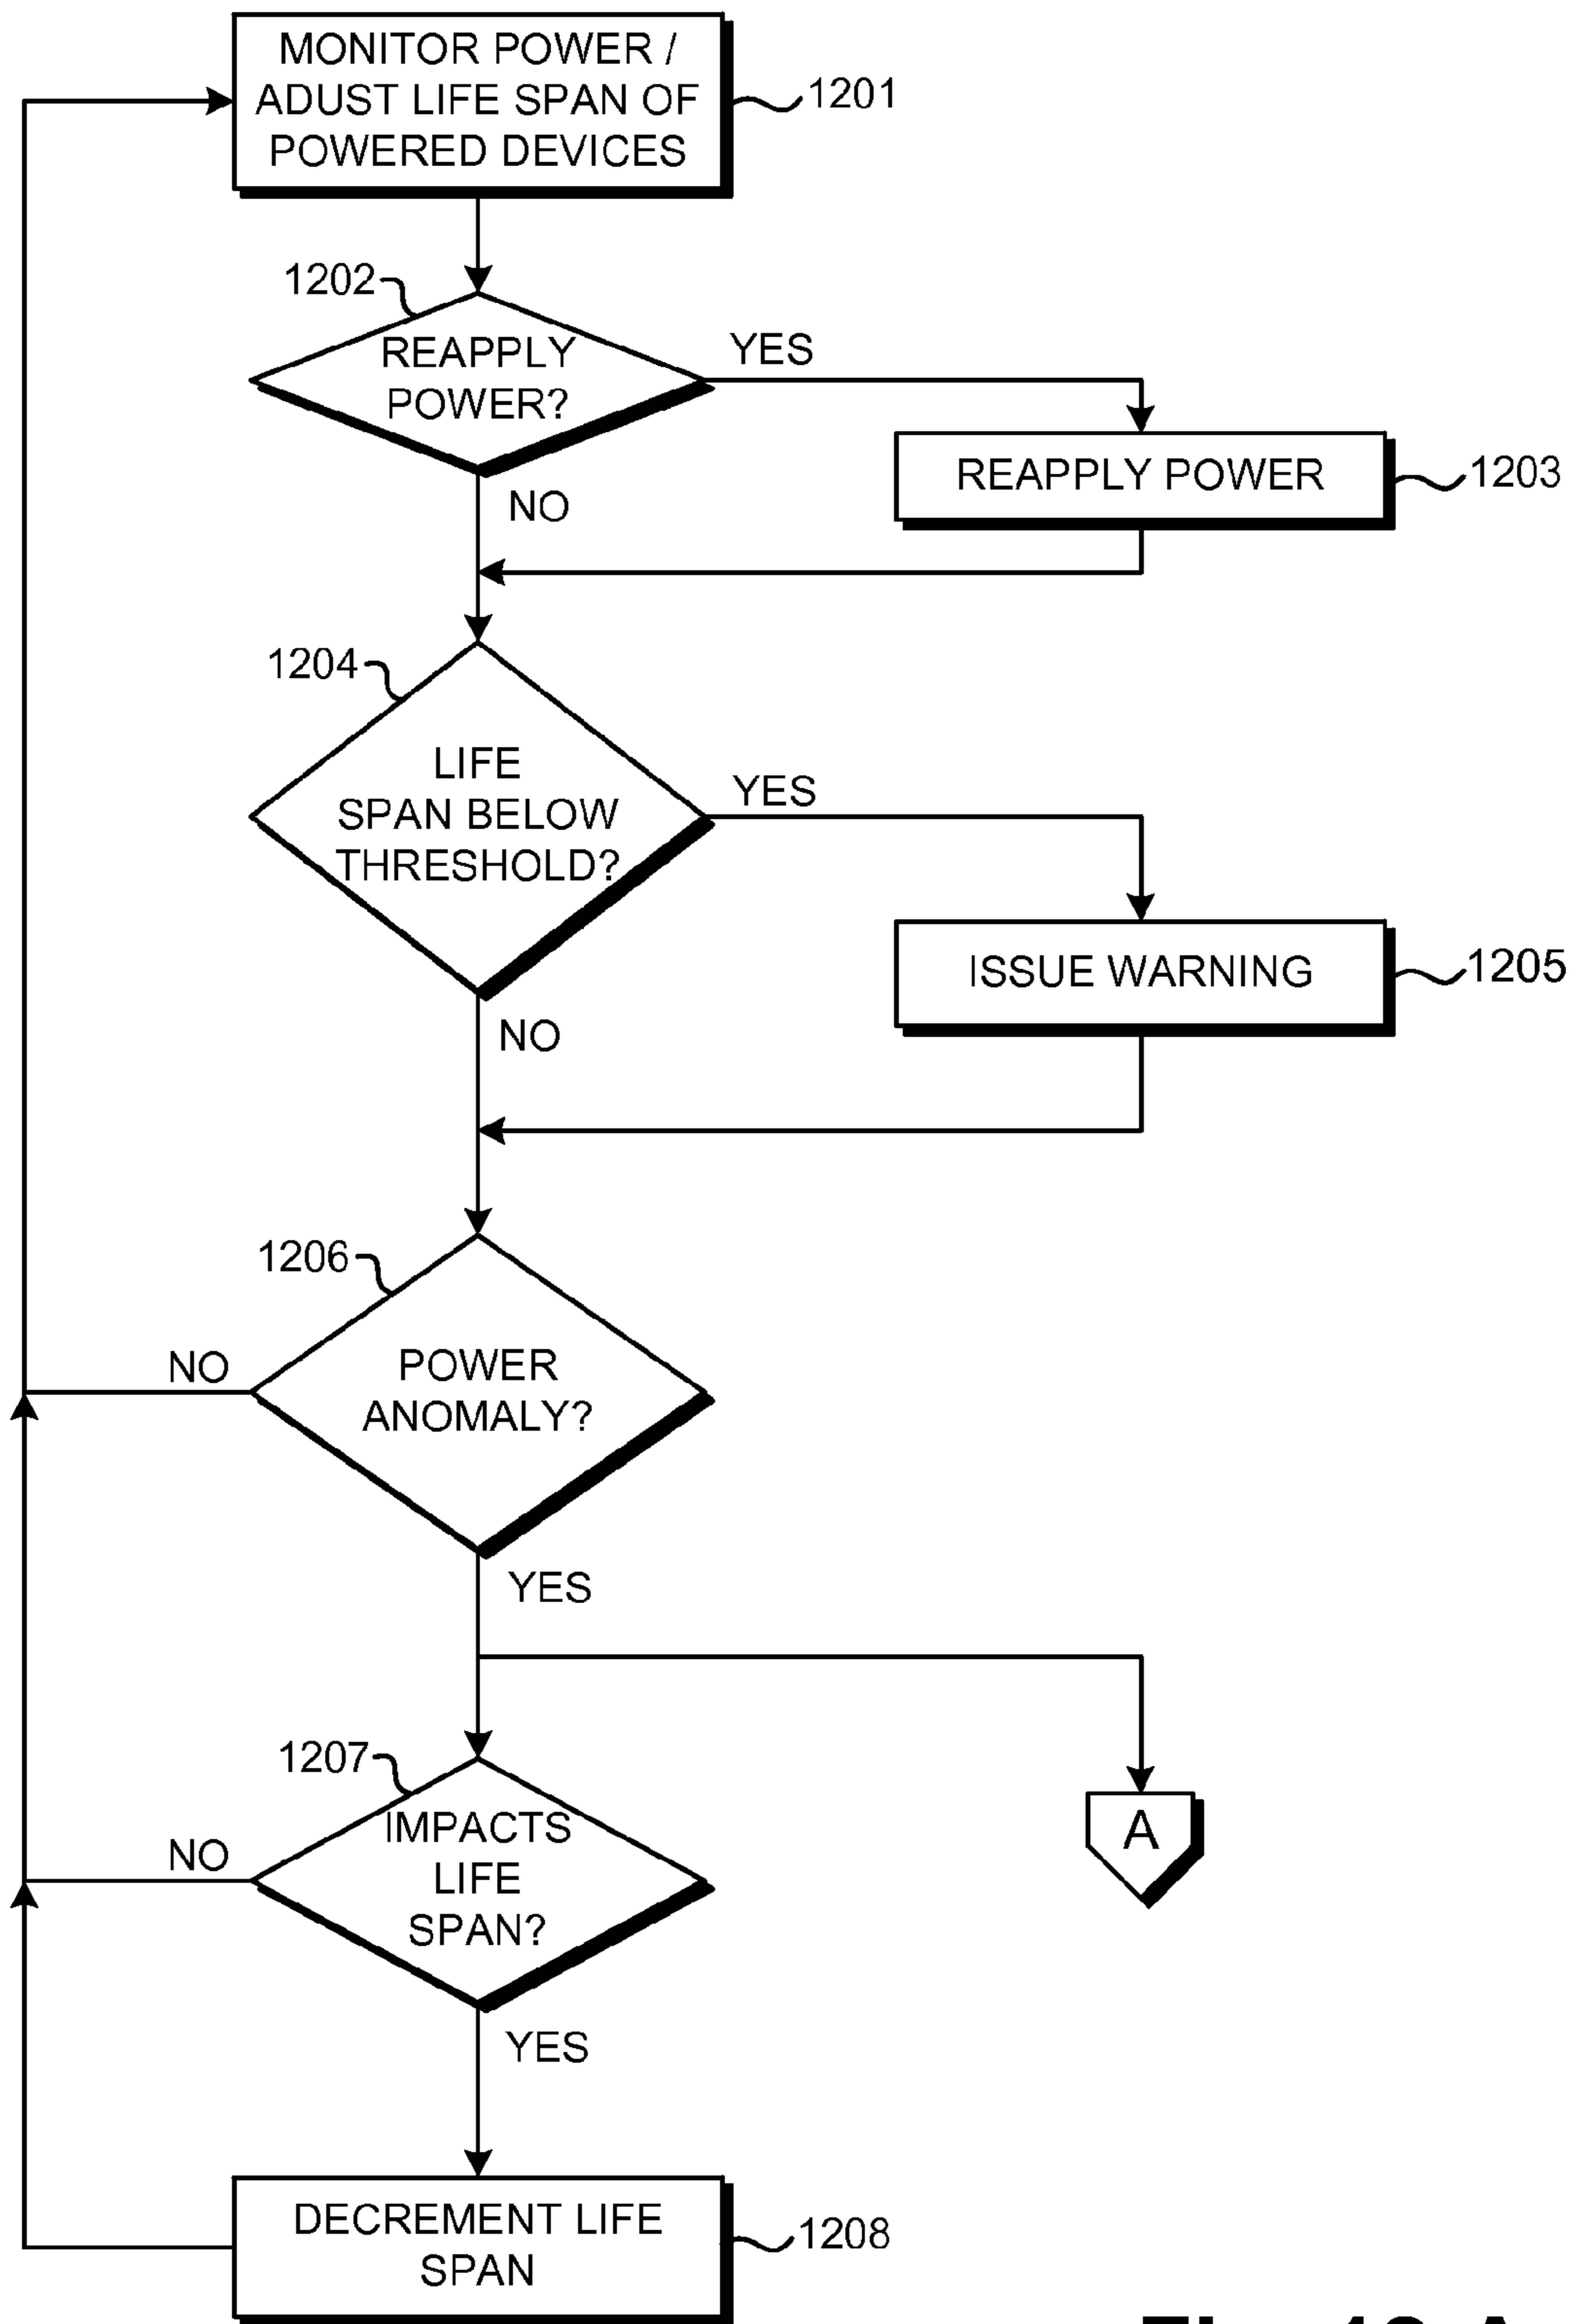 MONITOR POWER /
ADUST LIFE SPAN OF
POWERED DEVICES
1201
1202
REAPPLY
POWER?
YES
NO
REAPPLY POWER
1203
1204
LIFE
SPAN BELOW
THRESHOLD?
YES
NO
ISSUE WARNING
1205
1206
POWER
ANOMALY?
NO
YES
A
1207
IMPACTS
LIFE
SPAN?
NO
YES
DECREMENT LIFE
SPAN
1208